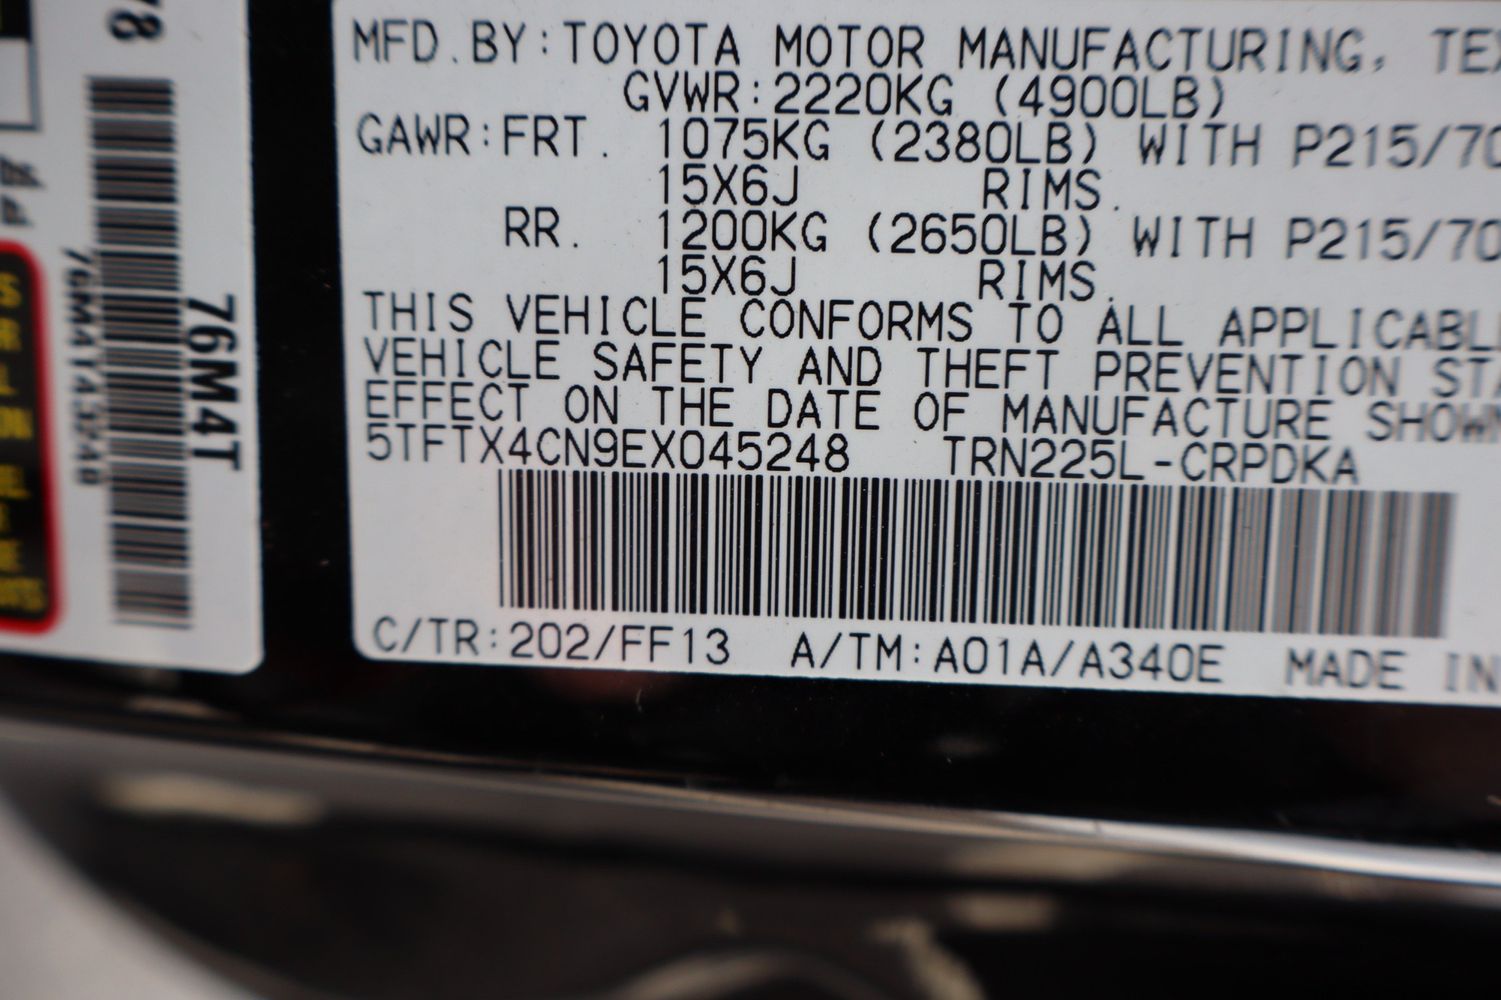 MFD.BY:TOYOTA MOTOR MANUFACTURING, TEX
GVWR:2220KG (4900LB)
GAWR:FRT. 1075KG (2380LB) WITH P215/70
15X6J RIMS.
RR. 1200KG (2650LB) WITH P215/70
15X6J RIMS.
THIS VEHICLE CONFORMS TO ALL APPLICABL
VEHICLE SAFETY AND THEFT PREVENTION STA
EFFECT ON THE DATE OF MANUFACTURE SHOWN
5TFTX4CN9EX045248 TRN225L-CRPDKA
C/TR:202/FF13 A/TM:A01A/A340E MADE IN
76M4T
76M4T43248
78